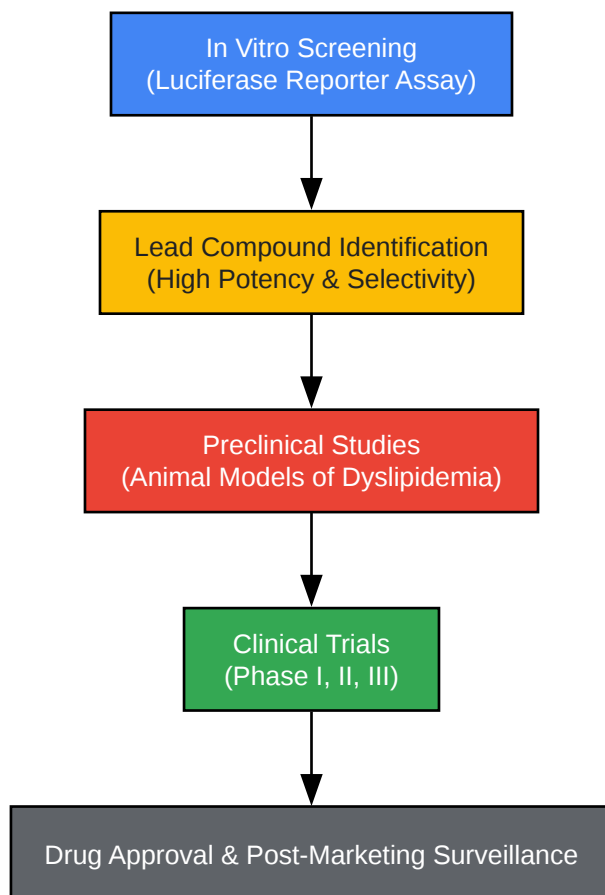 In Vitro Screening
(Luciferase Reporter Assay)
Lead Compound Identification
(High Potency & Selectivity)
Preclinical Studies
(Animal Models of Dyslipidemia)
Clinical Trials
(Phase I, II, III)
Drug Approval & Post-Marketing Surveillance